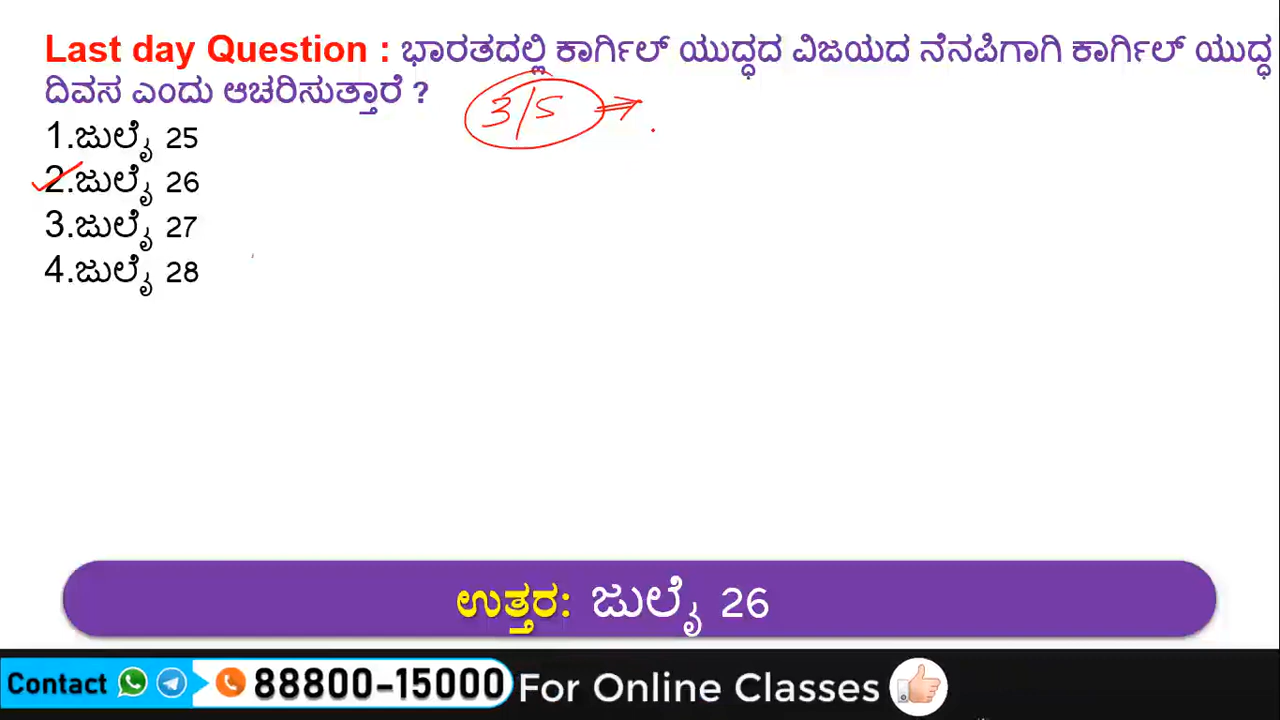 Last day Question : ಭಾರತದಲ್ಲಿ ಕಾರ್ಗಿಲ್ ಯುದ್ಧದ ವಿಜಯದ ನೆನಪಿಗಾಗಿ ಕಾರ್ಗಿಲ್ ಯುದ್ಧ
ದಿವಸ ಎಂದು ಆಚರಿಸುತ್ತಾರೆ ?
3/5 ⇒
1.ಜುಲೈ 25
2.ಜುಲೈ 26
3.ಜುಲೈ 27
4.ಜುಲೈ 28
ಉತ್ತರ: ಜುಲೈ 26
Contact 88800-15000 For Online Classes